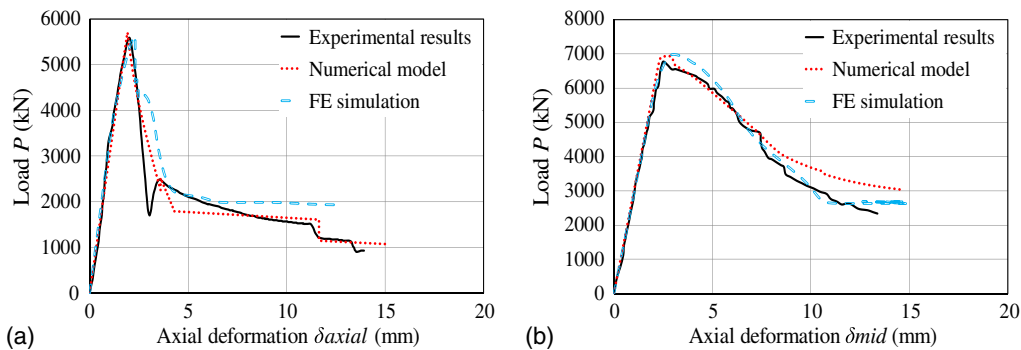 6000
5000
4000
3000
2000
1000
0
Load P (kN)
Experimental results
Numerical model
FE simulation
0 5 10 15 20
Axial deformation δaxial (mm)
(a)
8000
7000
6000
5000
4000
3000
2000
1000
0
Load P (kN)
Experimental results
Numerical model
FE simulation
0 5 10 15 20
Axial deformation δmid (mm)
(b)